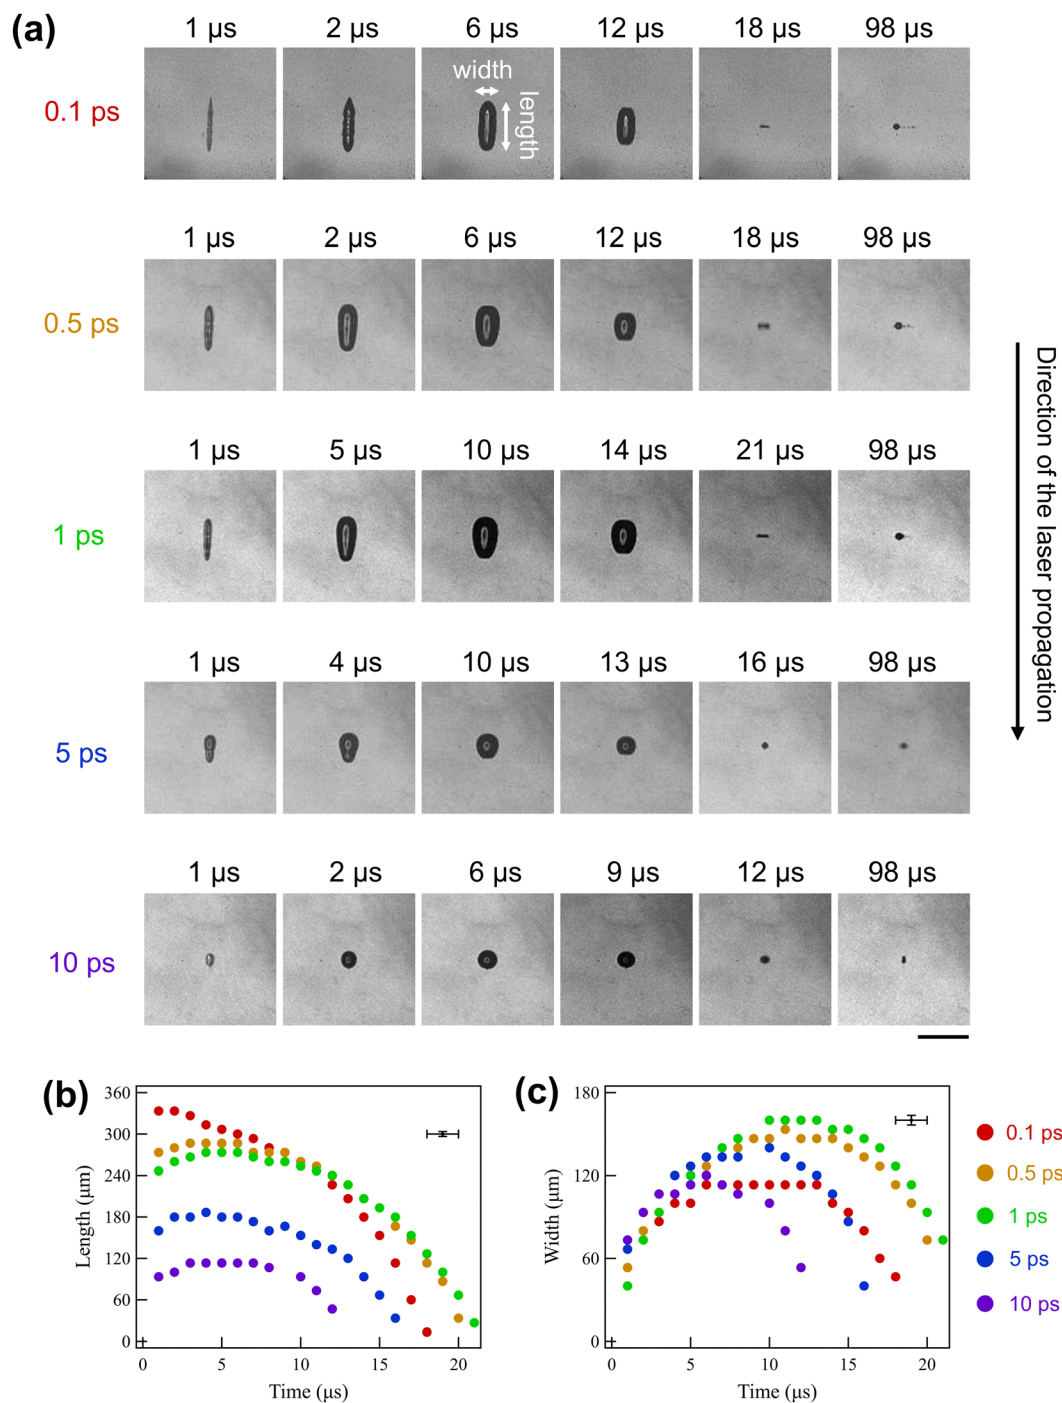 (a)
1 μs 2 μs 6 μs 12 μs 18 μs 98 μs
0.1 ps
width
length
1 μs 2 μs 6 μs 12 μs 18 μs 98 μs
0.5 ps
1 μs 5 μs 10 μs 14 μs 21 μs 98 μs
1 ps
1 μs 4 μs 10 μs 13 μs 16 μs 98 μs
5 ps
1 μs 2 μs 6 μs 9 μs 12 μs 98 μs
10 ps
Direction of the laser propagation
(b)
360
300
240
180
120
60
0
Length (μm)
0 5 10 15 20
Time (μs)
(c)
180
120
60
0
Width (μm)
0 5 10 15 20
Time (μs)
0.1 ps
0.5 ps
1 ps
5 ps
10 ps